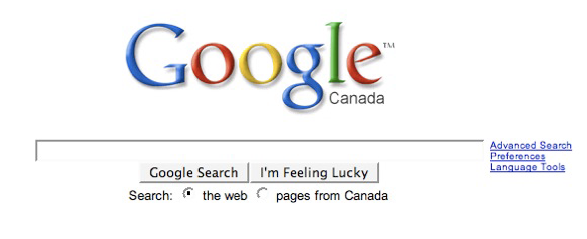 Google™
Canada
Advanced Search
Preferences
Language Tools
Google Search I'm Feeling Lucky
Search: the web pages from Canada